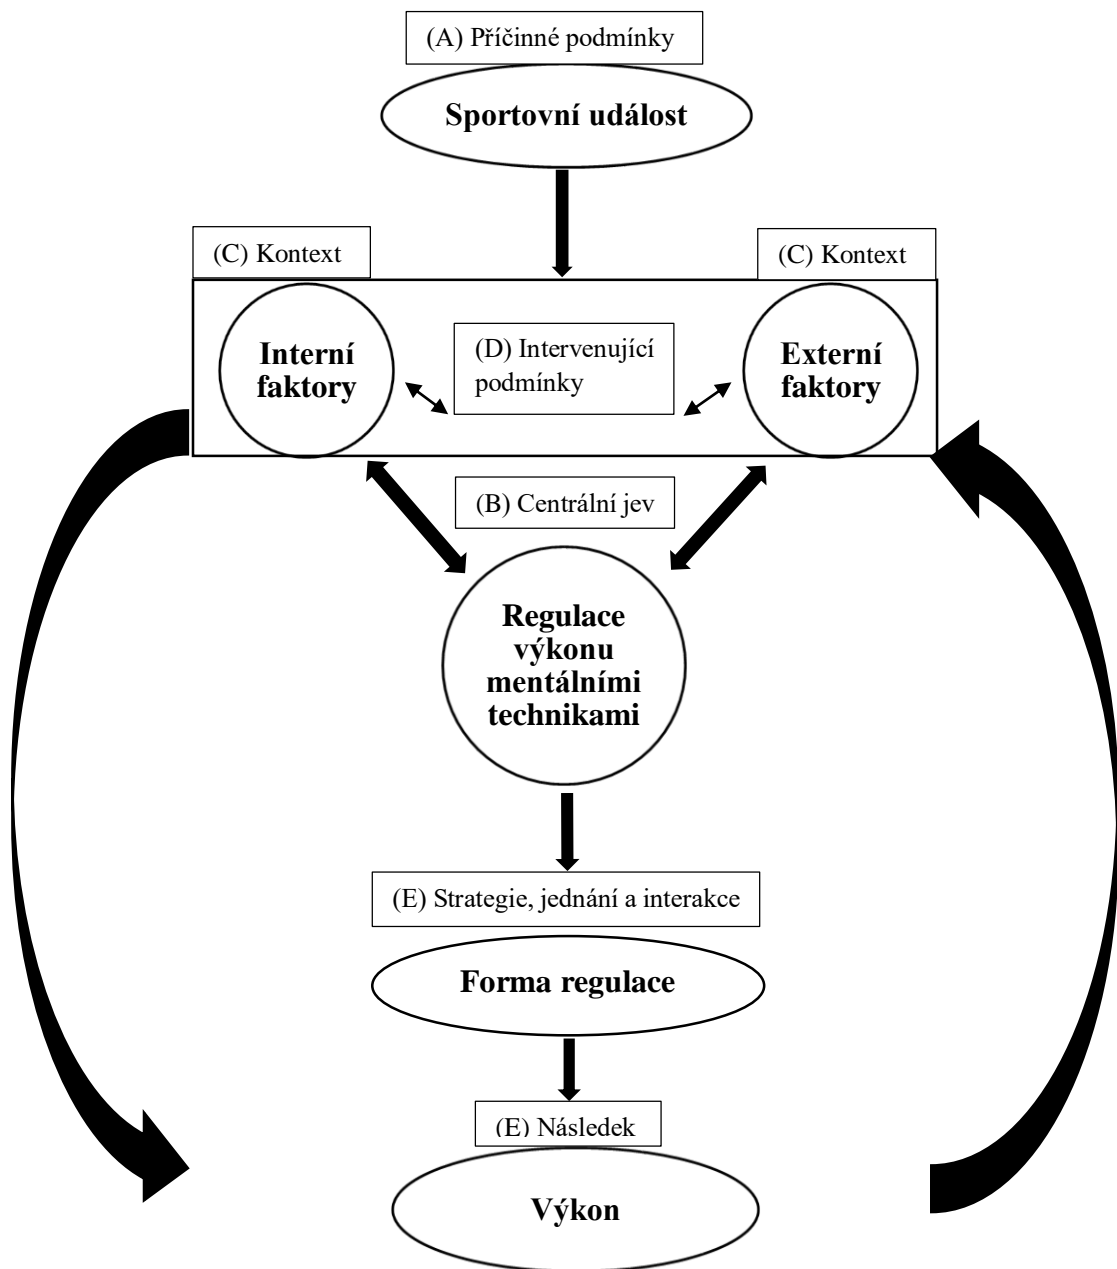 (A) Příčinné podmínky
Sportovní událost
(C) Kontext
(C) Kontext
Interní
faktory
(D) Intervenující
podmínky
Externí
faktory
(B) Centrální jev
Regulace
výkonu
mentálními
technikami
(E) Strategie, jednání a interakce
Forma regulace
(E) Následek
Výkon